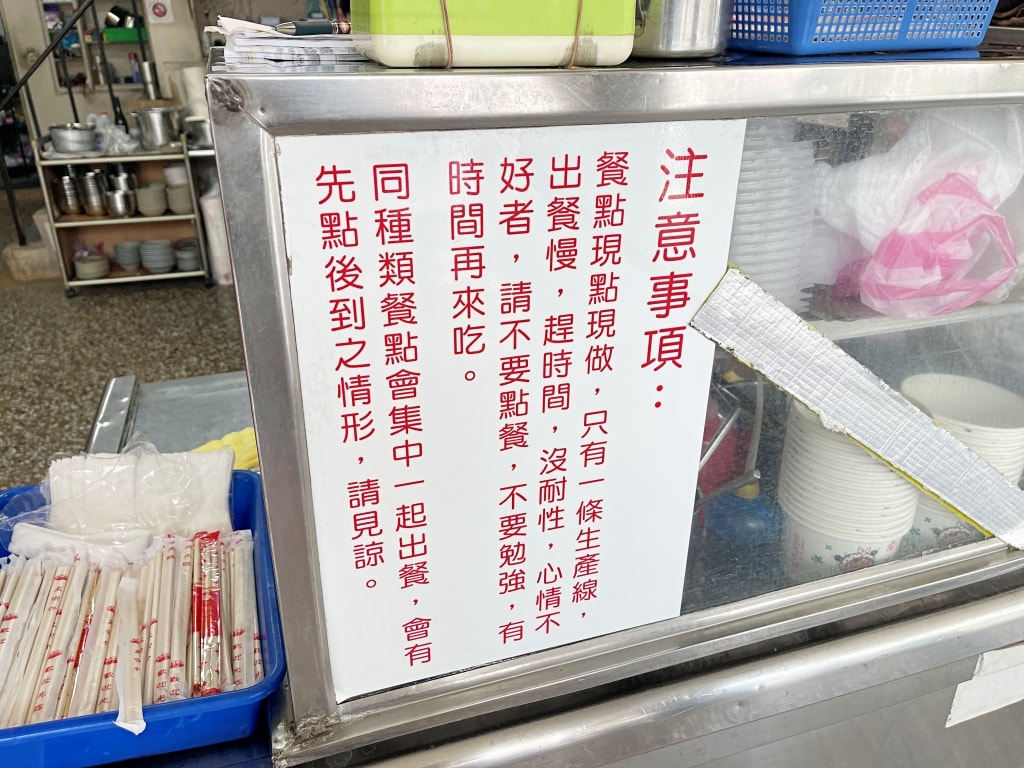 注意事項：
餐點現點現做，只有一條生產線，
出餐慢，趕時間，沒耐性，心情不
好者，請不要點餐，不要勉強，有
時間再來吃。
同種類餐點會集中一起出餐，會有
先點後到之情形，請見諒。